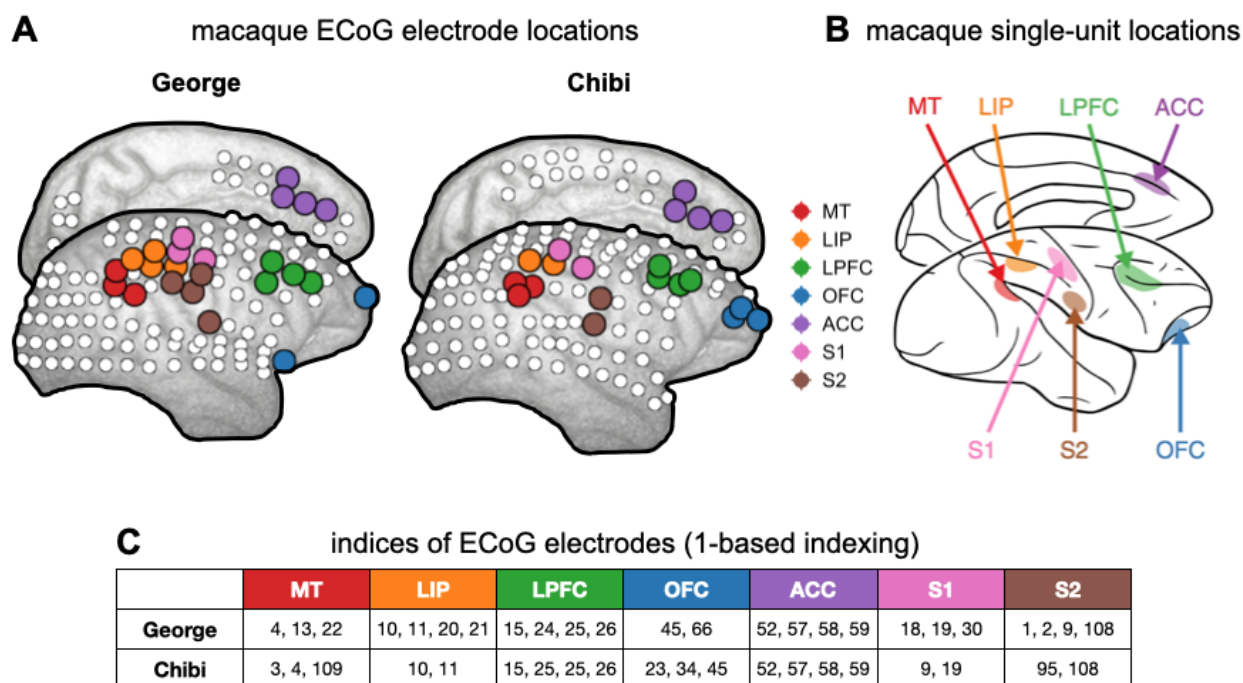 A macaque ECoG electrode locations
George Chibi
MT
LIP
LPFC
OFC
ACC
S1
S2
B macaque single-unit locations
MT LIP LPFC ACC
S1 S2 OFC
C indices of ECoG electrodes (1-based indexing)
MT LIP LPFC OFC ACC S1 S2
George 4, 13, 22 10, 11, 20, 21 15, 24, 25, 26 45, 66 52, 57, 58, 59 18, 19, 30 1, 2, 9, 108
Chibi 3, 4, 109 10, 11 15, 25, 25, 26 23, 34, 45 52, 57, 58, 59 9, 19 95, 108